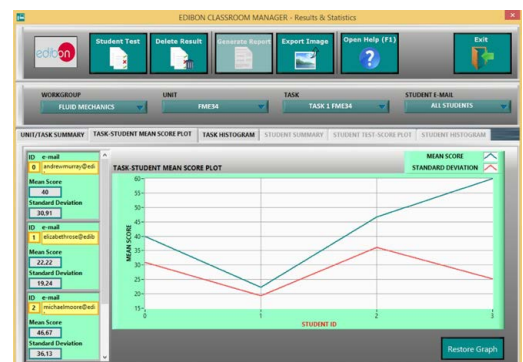 EDIBON CLASSROOM MANAGER - Results & Statistics
edibon
Student Test
Delete Result
Generate Report
Export Image
Open Help (F1)
Exit
WORKGROUP
FLUID MECHANICS
UNIT
FME34
TASK
TASK 1 FME34
STUDENT E-MAIL
ALL STUDENTS
UNIT/TASK SUMMARY
TASK-STUDENT MEAN SCORE PLOT
TASK HISTOGRAM
STUDENT SUMMARY
STUDENT TEST-SCORE PLOT
STUDENT HISTOGRAM
ID e-mail
0 andrewmurray@edi
Mean Score
40
Standard Deviation
30,91
ID e-mail
1 elizabethrose@edib
Mean Score
22,22
Standard Deviation
19,24
ID e-mail
2 michaelmoore@edi
Mean Score
46,67
Standard Deviation
36,13
TASK-STUDENT MEAN SCORE PLOT
MEAN SCORE
STANDARD DEVIATION
MEAN SCORE
60
55
50
45
40
35
30
25
20
15
0
1
2
3
STUDENT ID
Restore Graph